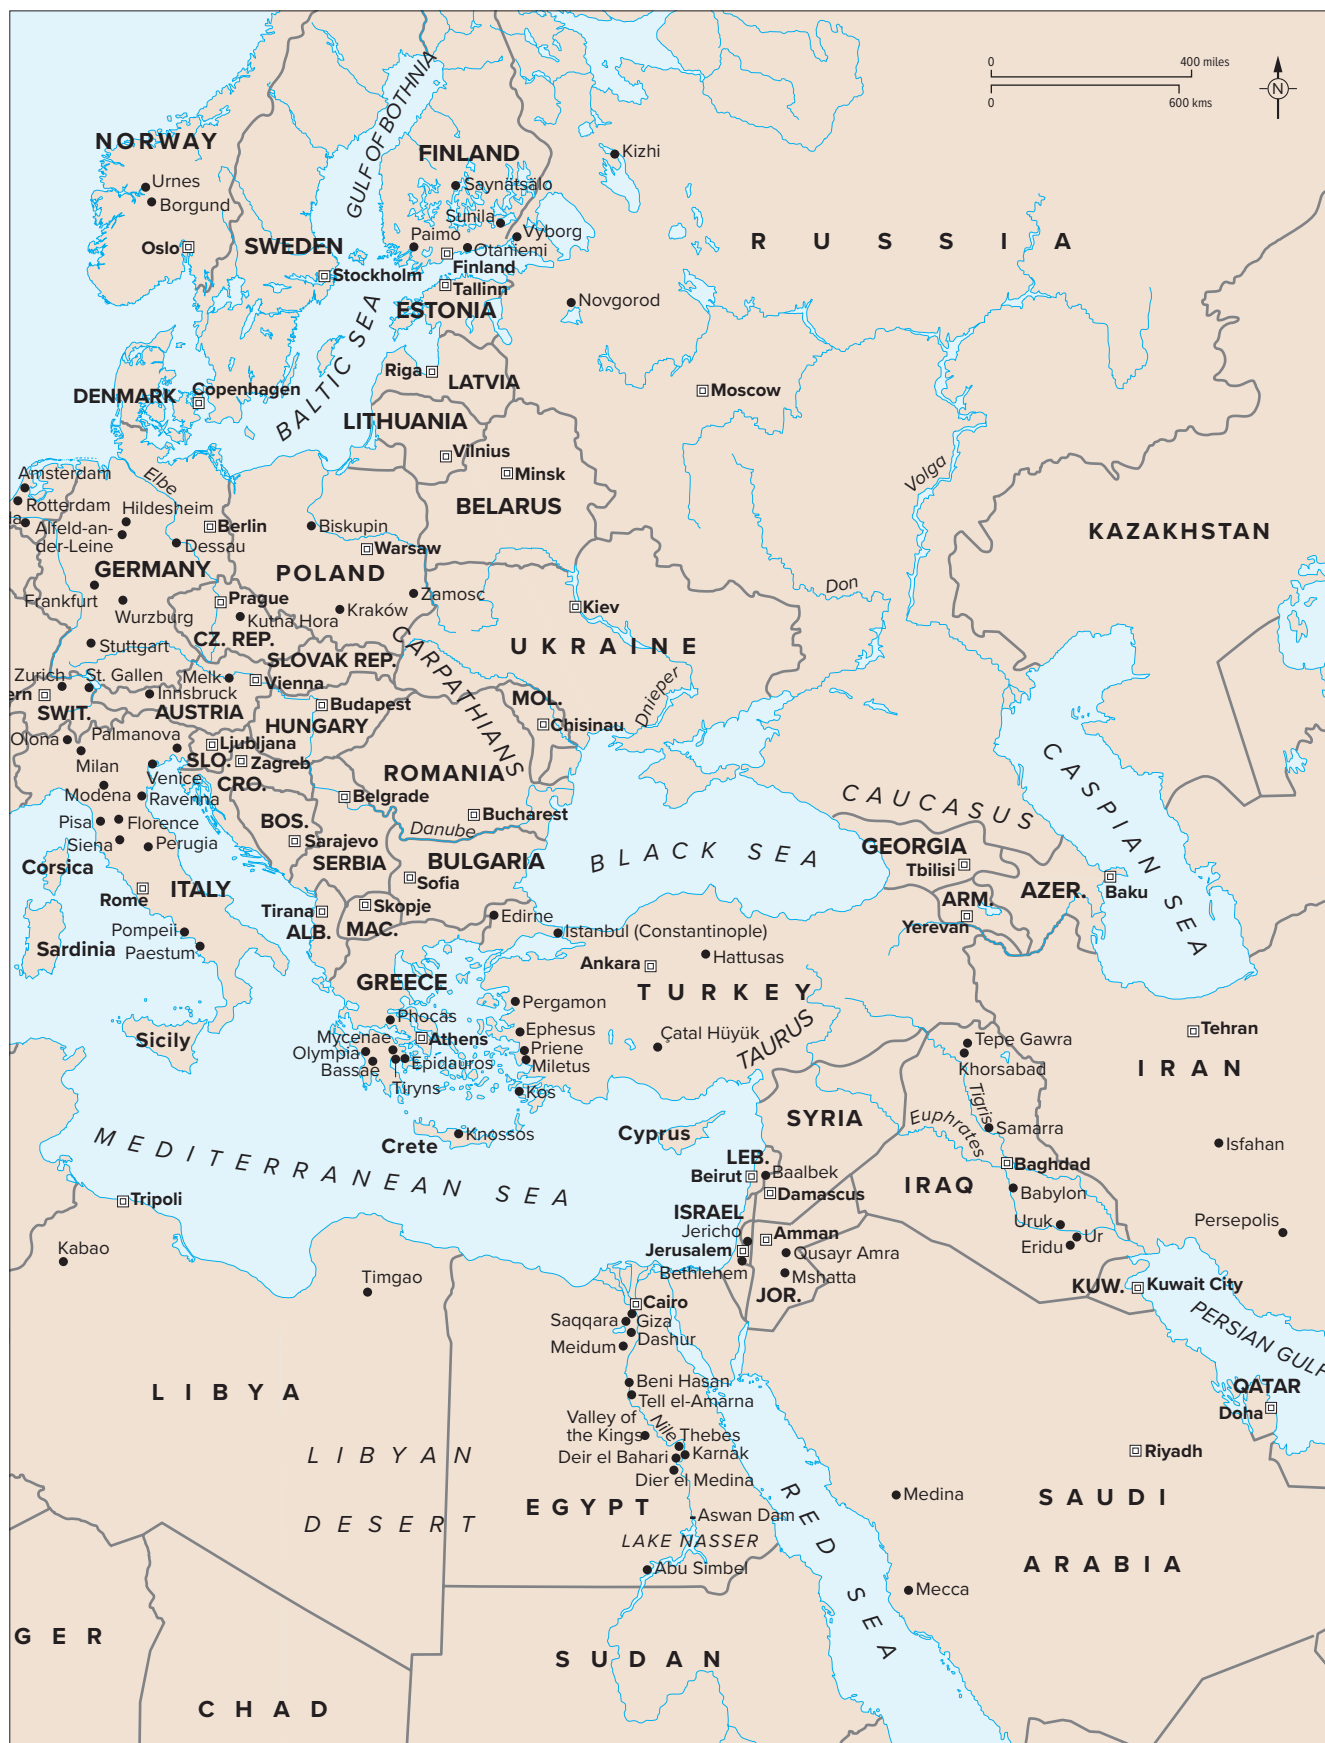 0 400 miles
0 600 kms
N
GULF OF BOTHNIA
NORWAY
FINLAND
Kizhi
Urnes
Borgund
Saynätsälo
Sunila
Vyborg
Paimo
Otaniemi
Oslo
SWEDEN
Stockholm
Finland
Tallinn
ESTONIA
RUSSIA
Novgorod
BALTIC SEA
Riga
LATVIA
Moscow
DENMARK
Copenhagen
LITHUANIA
Vilnius
Minsk
BELARUS
Volga
KAZAKHSTAN
Amsterdam
Elbe
Rotterdam
la
Hildesheim
Alfeld-an-
der-Leine
Berlin
Dessau
Biskupin
Warsaw
GERMANY
POLAND
Frankfurt
Wurzburg
Prague
Kutna Hora
Kraków
Zamosc
Kiev
Don
Stuttgart
CZ. REP.
SLOVAK REP.
CARPATHIANS
UKRAINE
Zurich
St. Gallen
Melk
Vienna
ern
Innsbruck
SWIT.
AUSTRIA
Budapest
HUNGARY
MOL.
Chisinau
Dnieper
Olona
Palmanova
Ljubljana
Milan
SLO.
Zagreb
Venice
CRO.
ROMANIA
Modena
Ravenna
Belgrade
Bucharest
Danube
Pisa
Florence
BOS.
Sarajevo
Siena
Perugia
SERBIA
BULGARIA
Sofia
BLACK SEA
CAUCASUS
CASPIAN SEA
GEORGIA
Tbilisi
ARM.
Yerevan
AZER.
Baku
Corsica
Rome
ITALY
Tirana
ALB.
Skopje
MAC.
Edirne
Istanbul (Constantinople)
Pompeii
Paestum
Sardinia
Ankara
Hattusas
GREECE
TURKEY
Pergamon
Phocas
Ephesus
Çatal Hüyük
TAURUS
Sicily
Mycenae
Athens
Priene
Olympia
Epidauros
Miletus
Bassae
Tiryns
Kos
Tehran
IRAN
Tepe Gawra
Khorsabad
Tigris
SYRIA
Euphrates
Samarra
Crete
Knossos
Cyprus
Isfahan
MEDITERRANEAN SEA
LEB.
Beirut
Baalbek
Damascus
Baghdad
IRAQ
Babylon
Tripoli
ISRAEL
Jericho
Amman
Jerusalem
Qusayr Amra
Bethlehem
Mshatta
JOR.
Uruk
Ur
Eridu
Persepolis
Kabao
Timgao
KUW.
Kuwait City
PERSIAN GULF
Cairo
Saqqara
Giza
Dashur
Meidum
Beni Hasan
Tell el-Amarna
Valley of
the Kings
Nile
Thebes
Karnak
Deir el Bahari
Dier el Medina
QATAR
Doha
Riyadh
LIBYA
LIBYAN
DESERT
EGYPT
RED SEA
Medina
SAUDI
ARABIA
Aswan Dam
LAKE NASSER
Abu Simbel
Mecca
GER
CHAD
SUDAN